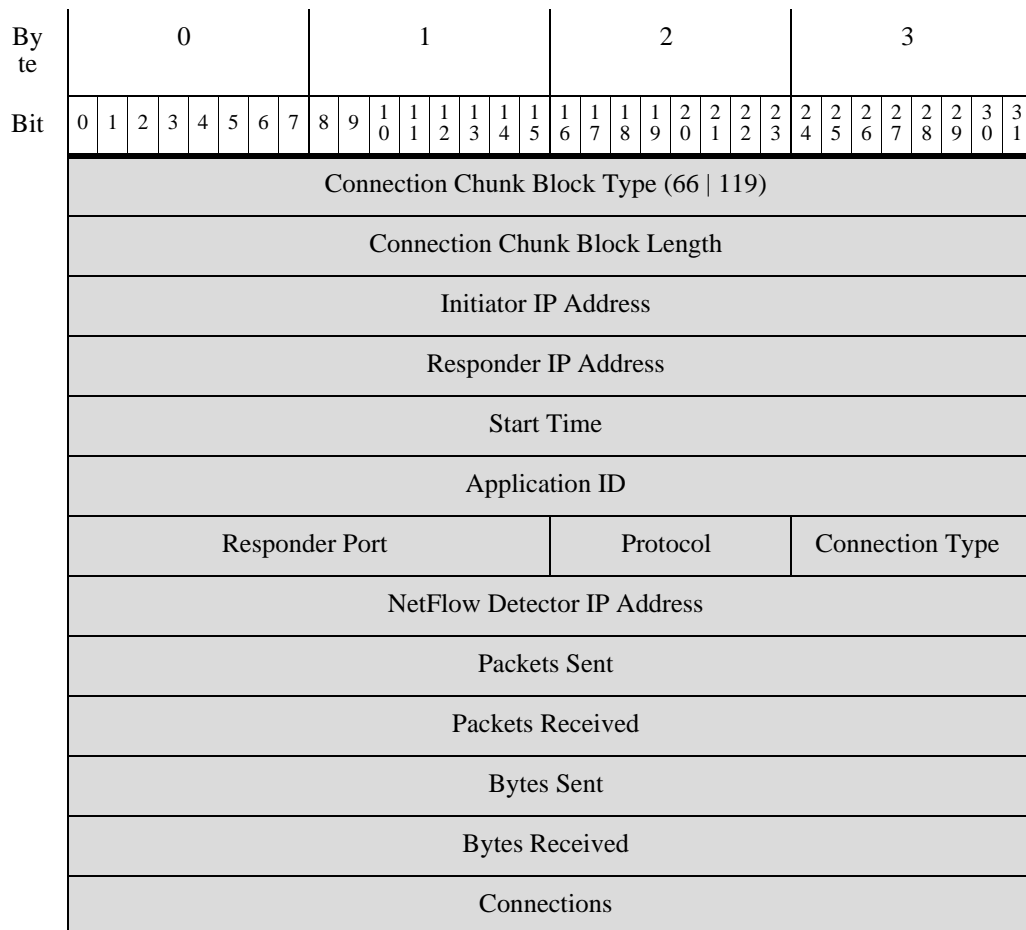 By
te 0 1 2 3
Bit 0 1 2 3 4 5 6 7 8 9 10 11 12 13 14 15 16 17 18 19 20 21 22 23 24 25 26 27 28 29 30 31
Connection Chunk Block Type (66 | 119)
Connection Chunk Block Length
Initiator IP Address
Responder IP Address
Start Time
Application ID
Responder Port Protocol Connection Type
NetFlow Detector IP Address
Packets Sent
Packets Received
Bytes Sent
Bytes Received
Connections